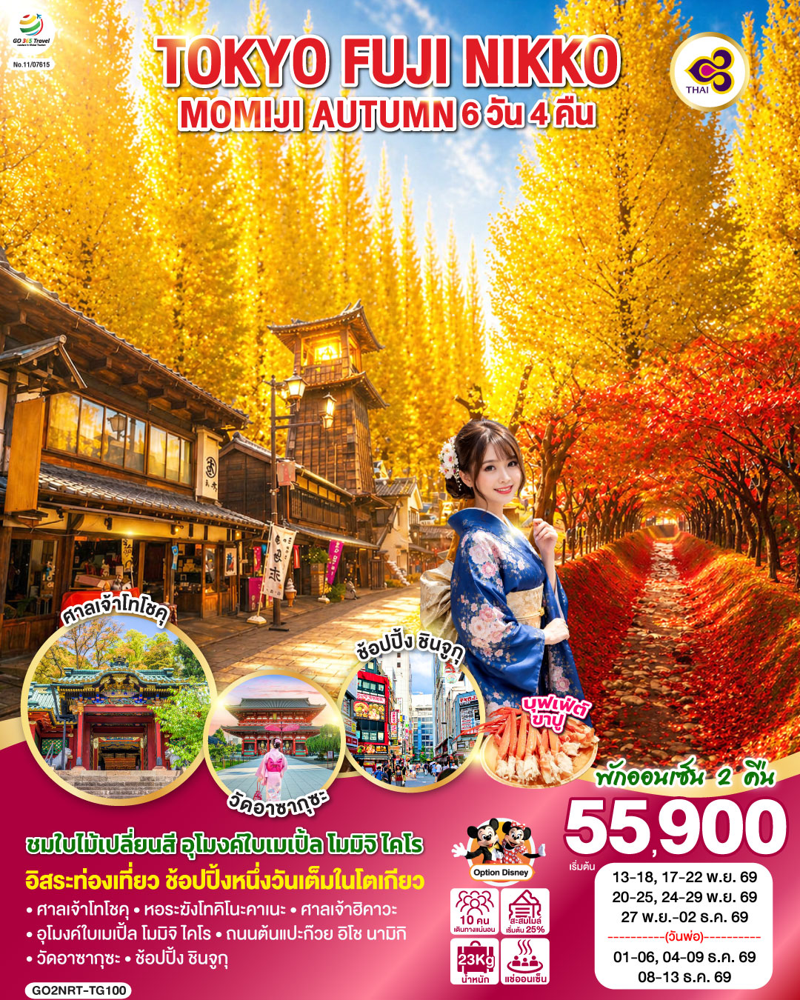 GO 365 Travel
Leaders in Global Tourism
No.11/07615
TOKYO FUJI NIKKO
MOMIJI AUTUMN 6 วัน 4 คืน
THAI
ศาลเจ้าโทโชคุ
วัดอาซากุซะ
ช้อปปิ้ง ชินจูกุ
บุฟเฟ่ต์
ขาปู
พักออนเซ็น 2 คืน
55,900
เริ่มต้น
ชมใบไม้เปลี่ยนสี อุโมงค์ใบเมเปิ้ล โมมิจิ ไคโร
อิสระท่องเที่ยว ช้อปปิ้งหนึ่งวันเต็มในโตเกียว
• ศาลเจ้าโทโชคุ • หอระฆังโทคิโนะคาเนะ • ศาลเจ้าฮิคาวะ
• อุโมงค์ใบเมเปิ้ล โมมิจิ ไคโร • ถนนต้นแปะก๊วย อิโช นามิกิ
• วัดอาซากุซะ • ช้อปปิ้ง ชินจูกุ
GO2NRT-TG100
Option Disney
10 คน
เดินทางแน่นอน
สะสมไมล์
เริ่มต้น 25%
23Kg
น้ำหนัก
แช่ออนเซ็น
13-18, 17-22 พ.ย. 69
20-25, 24-29 พ.ย. 69
27 พ.ย.-02 ธ.ค. 69
----------(วันพ่อ)----------
01-06, 04-09 ธ.ค. 69
08-13 ธ.ค. 69